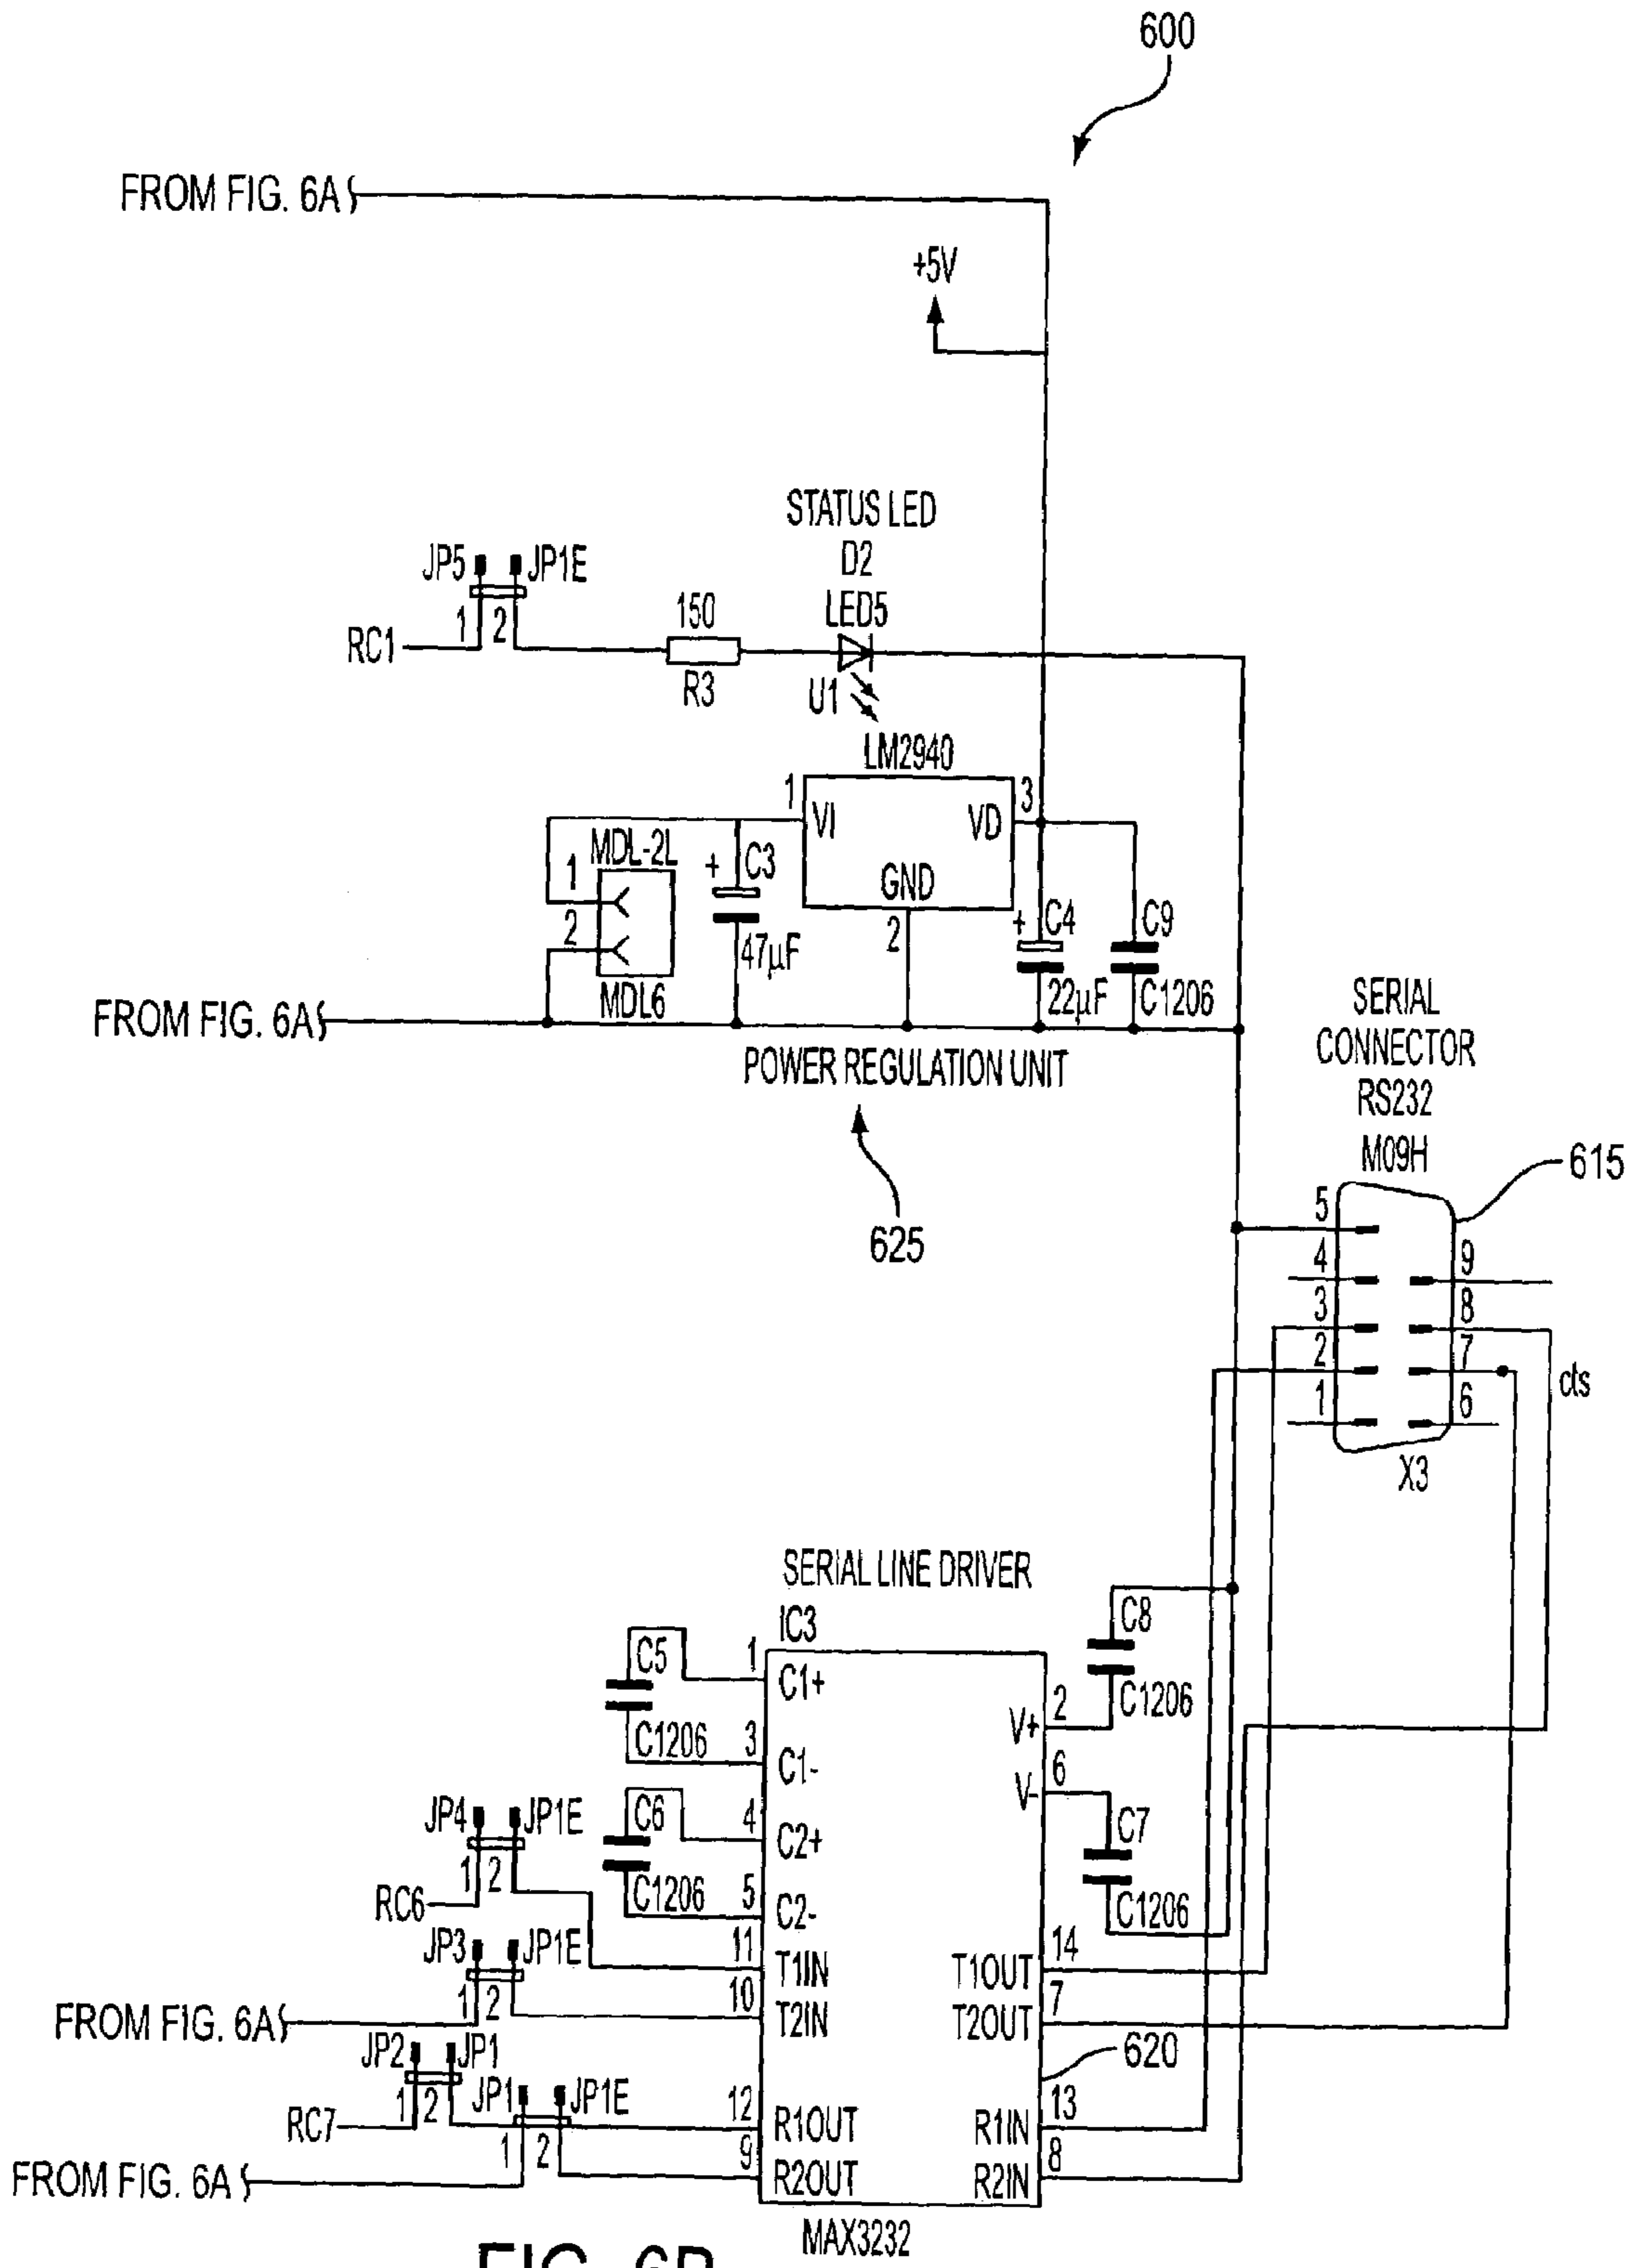 600
FROM FIG. 6A
+5V
STATUS LED
D2
LED5
JP5 JP1E
1 2
RC1
150
R3
U1
LM2940
1 VI VD 3
GND
2
MDL-2L
1
2
MDL6
+ C3
47µF
+ C4
22µF
C9
C1206
FROM FIG. 6A
POWER REGULATION UNIT
625
SERIAL
CONNECTOR
RS232
M09H
615
5
4 9
3 8
2 7
1 6
cts
X3
SERIAL LINE DRIVER
IC3
C5
1 C1+
C1206
3 C1-
C6
4 C2+
C1206
5 C2-
C8
2 V+
C1206
6 V-
C7
C1206
JP4 JP1E
1 2
RC6
11 T1IN
T1OUT 14
JP3 JP1E
1 2
10 T2IN
T2OUT 7
FROM FIG. 6A
620
JP2 JP1
1 2
RC7
JP1 JP1E
1 2
12 R1OUT
R1IN 13
9 R2OUT
R2IN 8
FROM FIG. 6A
MAX3232